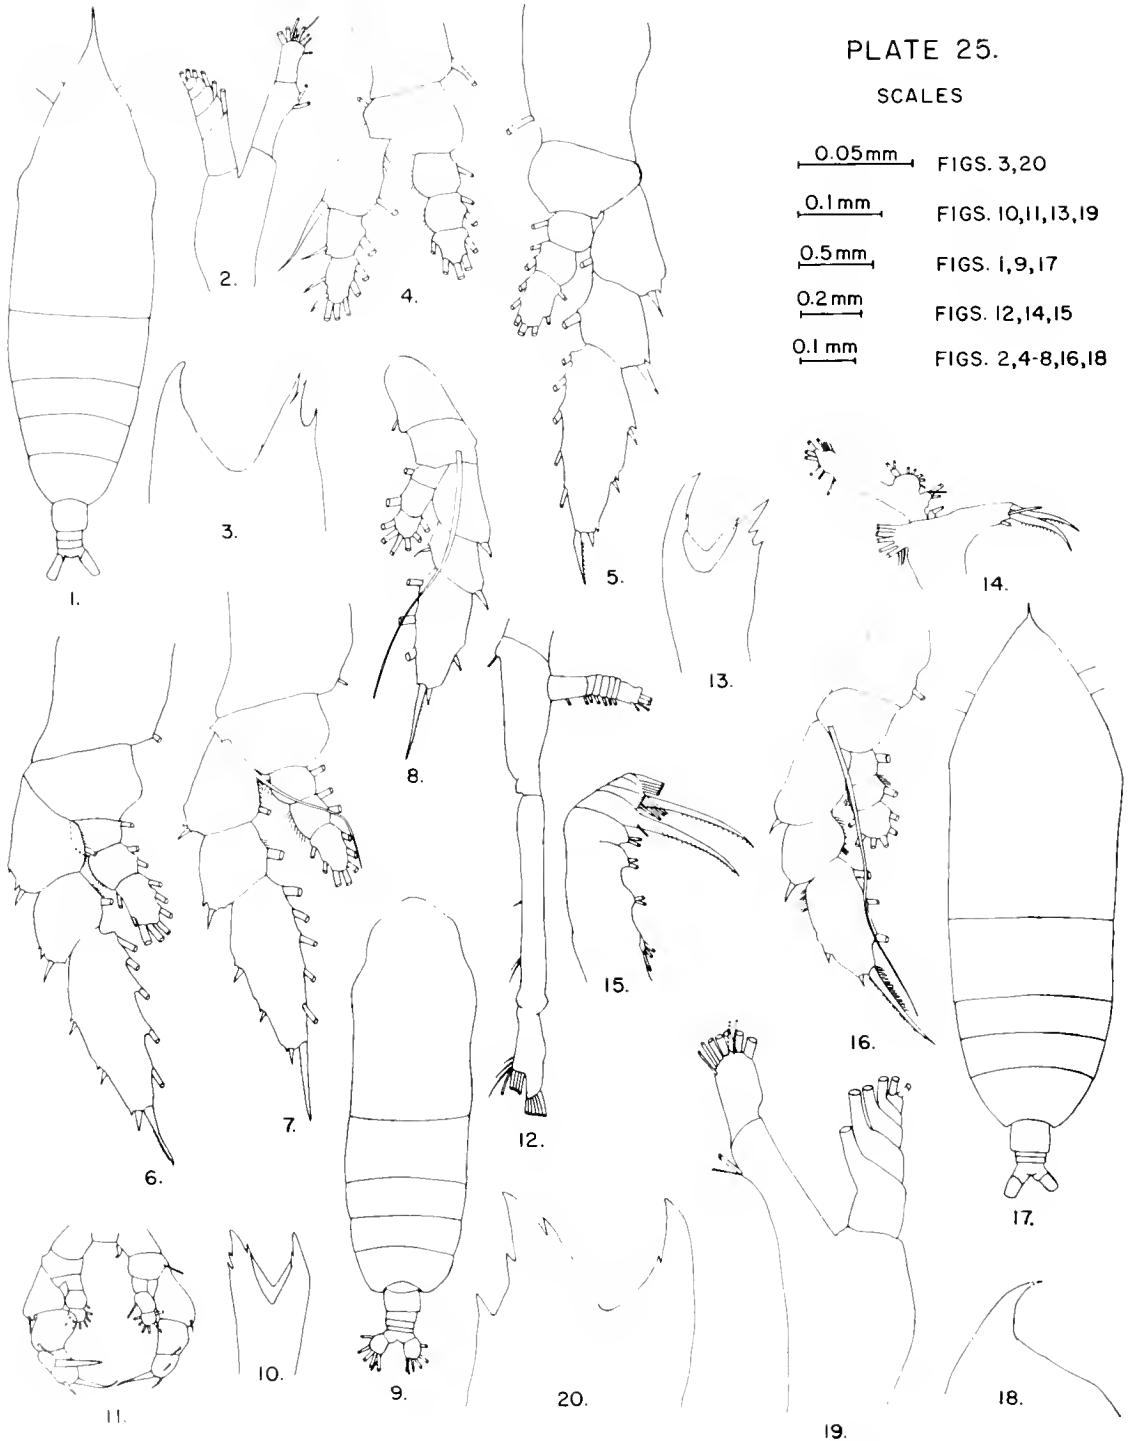 PLATE 25.
SCALES
0.05mm FIGS. 3,20
0.1mm FIGS. 10,11,13,19
0.5mm FIGS. 1,9,17
0.2mm FIGS. 12,14,15
0.1mm FIGS. 2,4-8,16,18
2.
4.
3.
5.
1.
14.
13.
8.
15.
16.
7.
12.
6.
17.
10.
9.
20.
18.
11.
19.